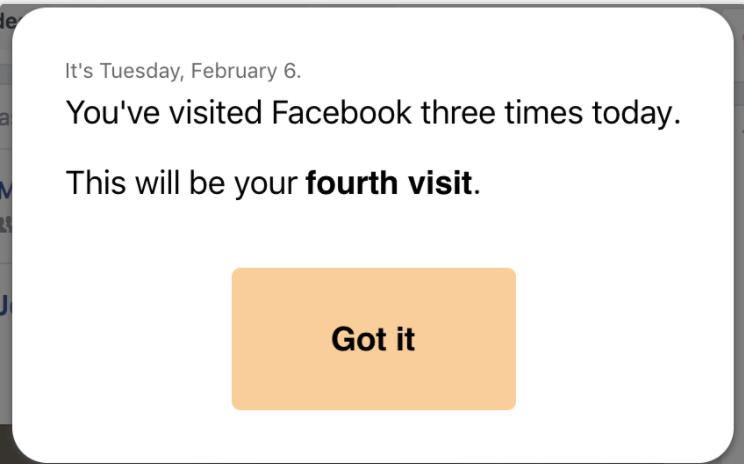 It's Tuesday, February 6.
You've visited Facebook three times today.
This will be your fourth visit.
Got it